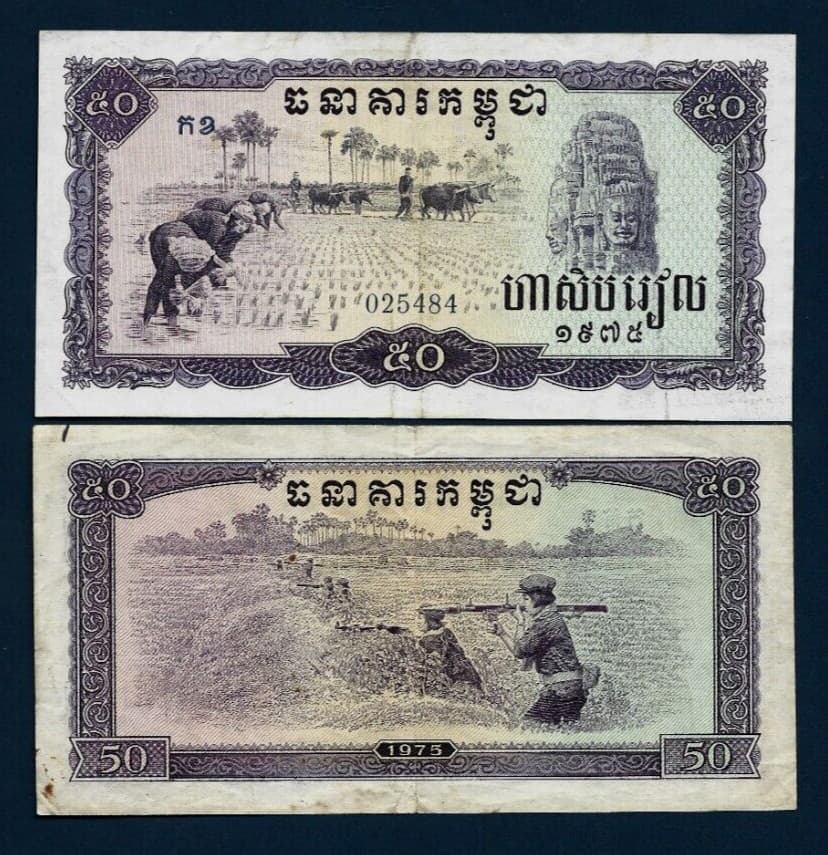 ៥០ ធនាគារកម្ពុជា ៥០
កខ
025484
ហាសិបរៀល
១៩៧៥
៥០
៥០ ធនាគារកម្ពុជា ៥០
50 1975 50